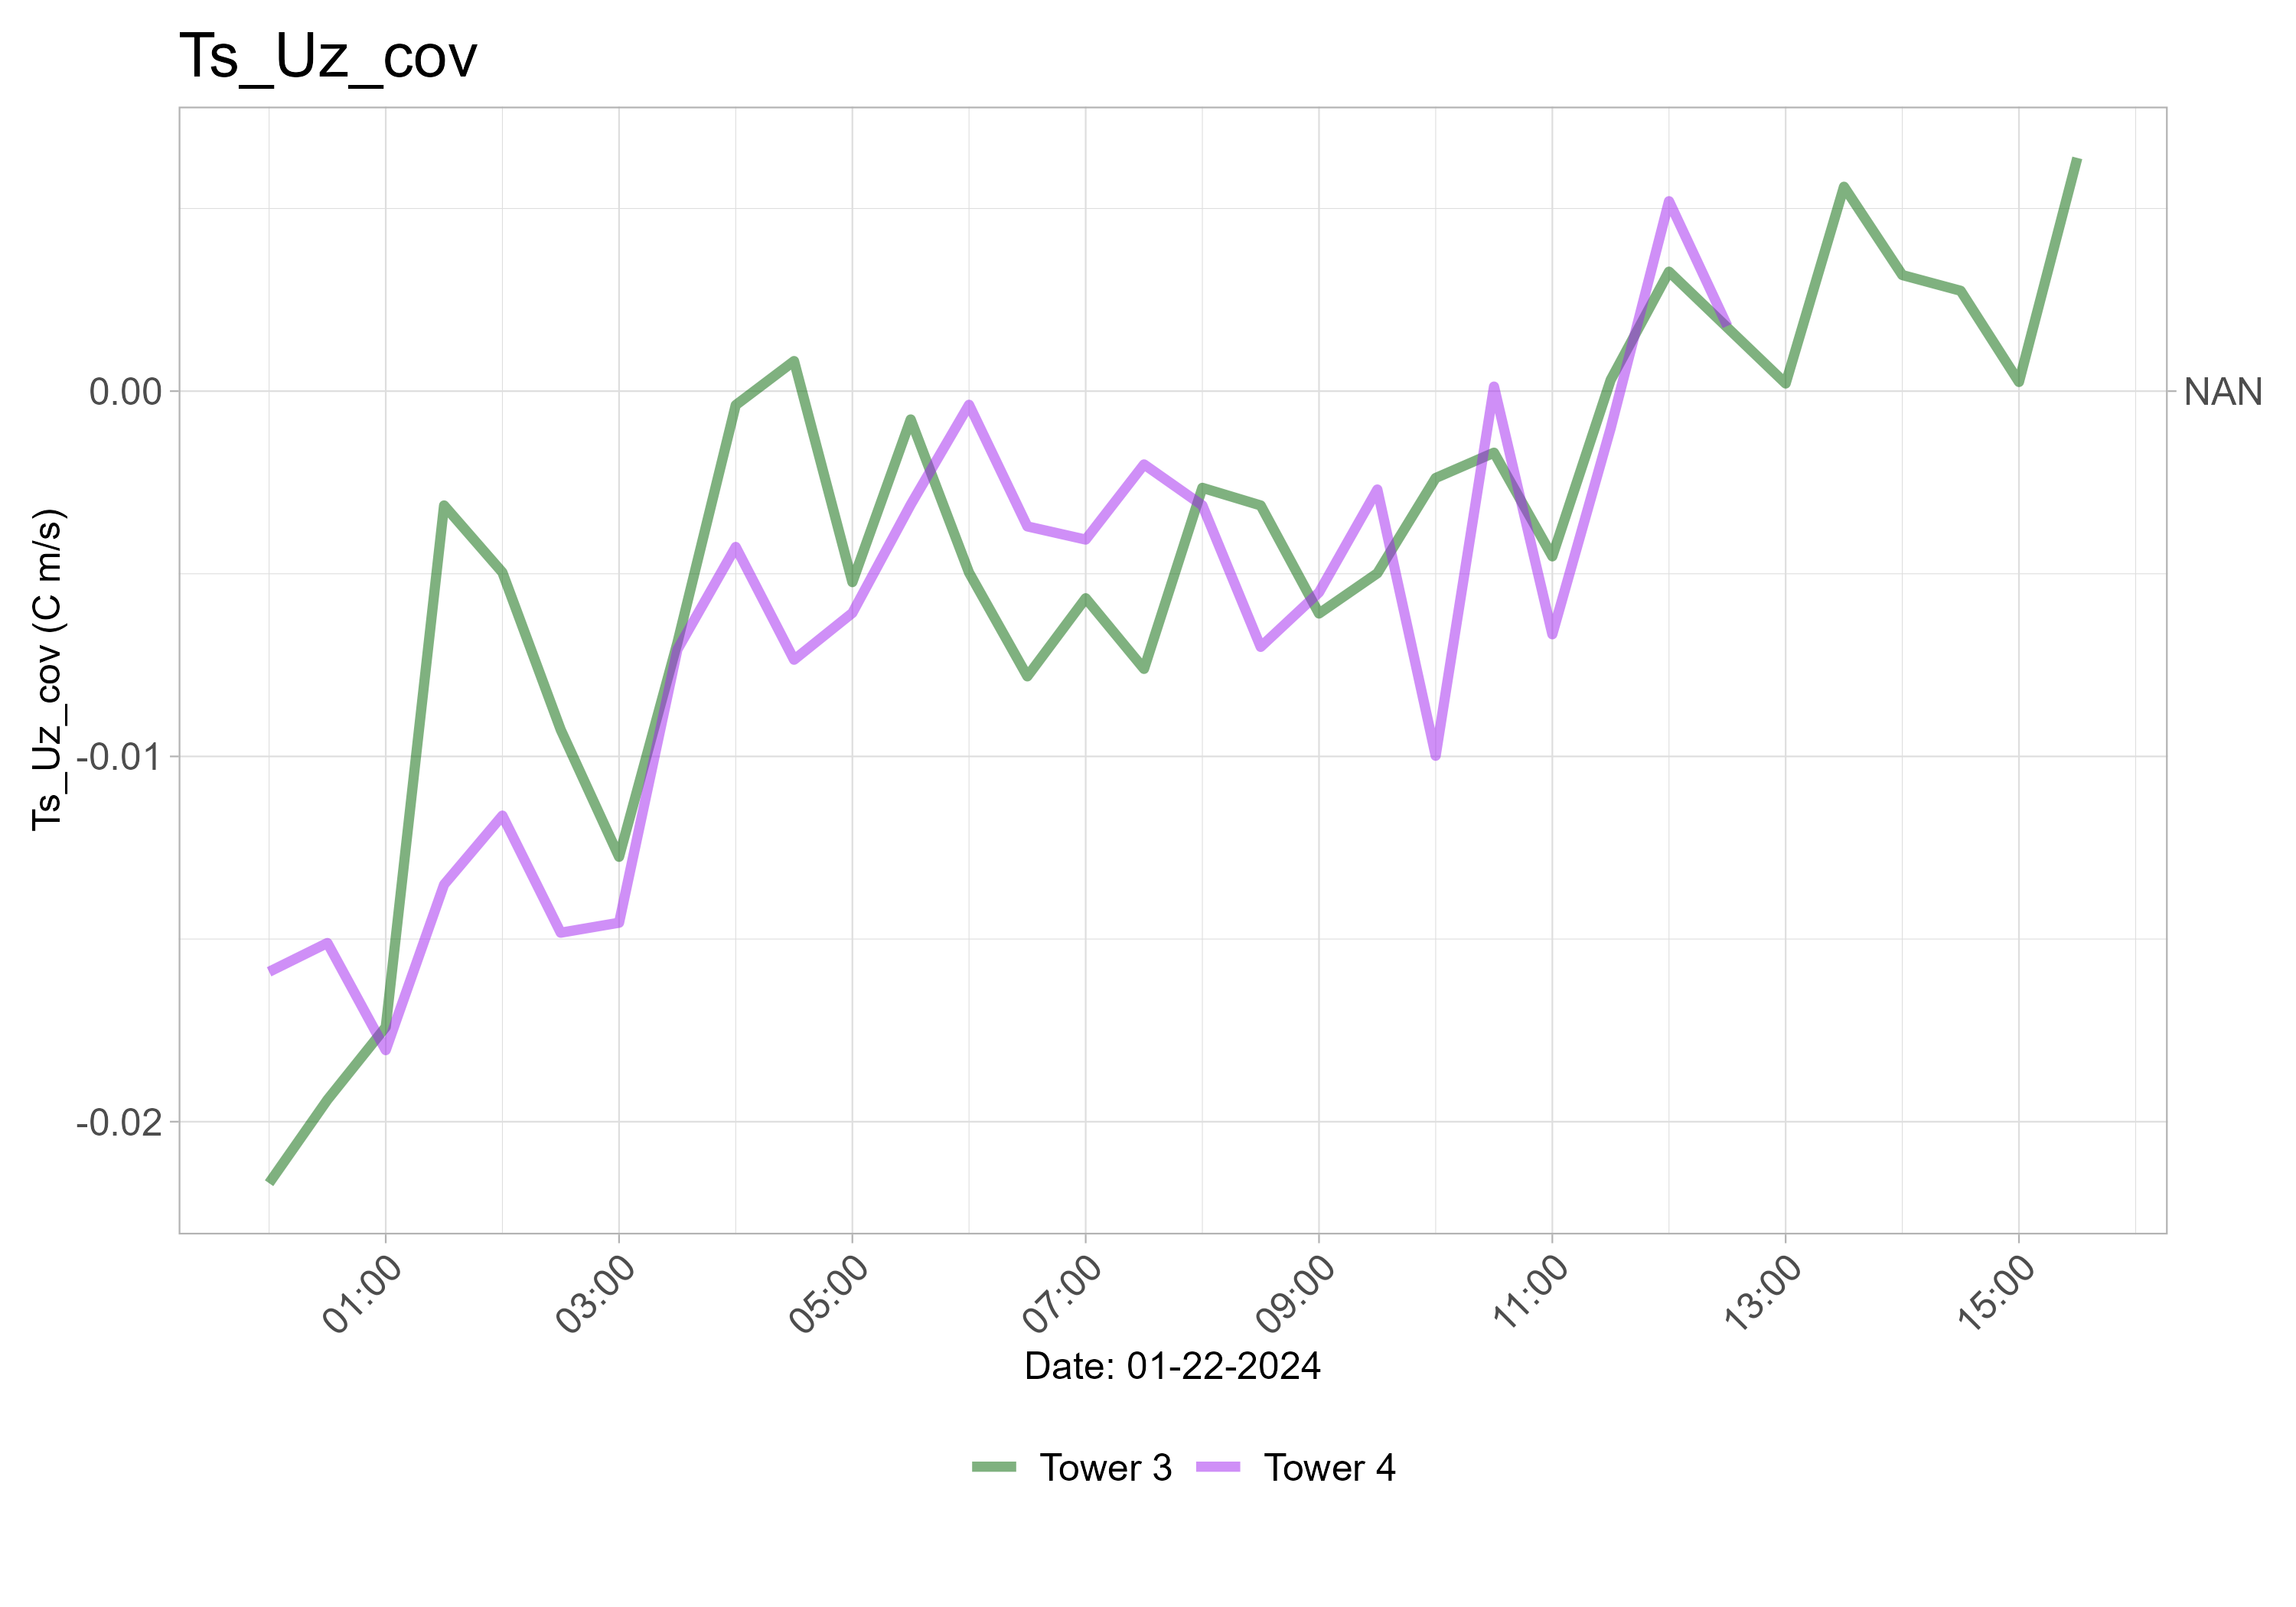 Ts_Uz_cov
Ts_Uz_cov (C m/s)
0.00
-0.01
-0.02
NAN
01:00
03:00
05:00
07:00
09:00
11:00
13:00
15:00
Date: 01-22-2024
Tower 3
Tower 4